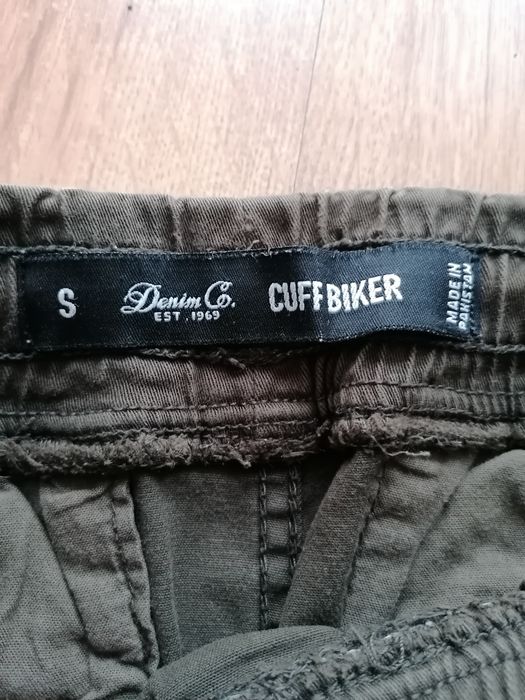 S
Denim Co.
EST. 1969
CUFF BIKER
MADE IN
PAKISTAN